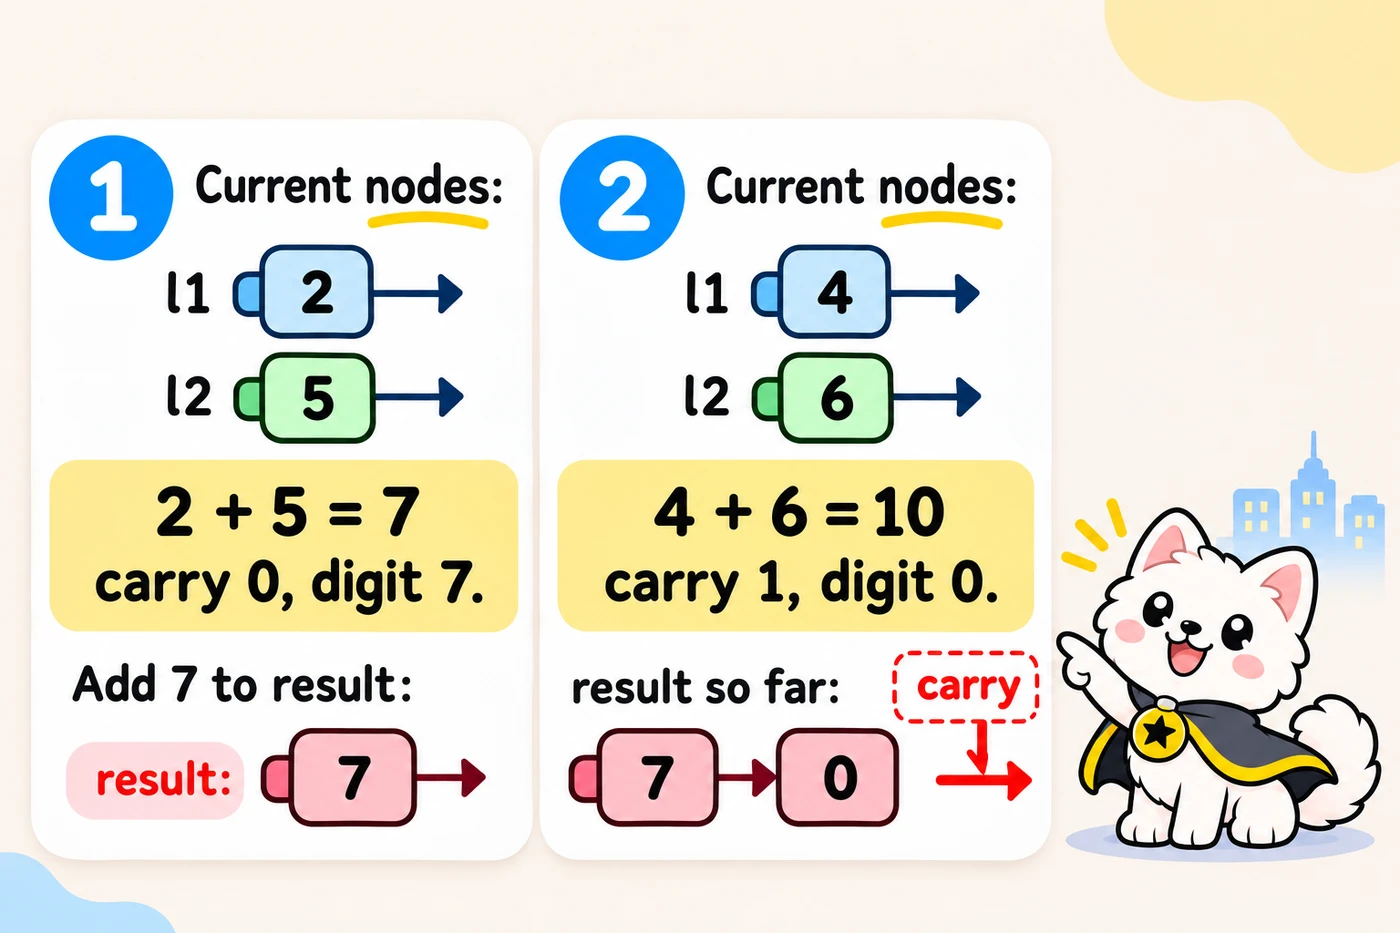 1
Current nodes:
l1 2
l2 5
2 + 5 = 7
carry 0, digit 7.
Add 7 to result:
result: 7
2
Current nodes:
l1 4
l2 6
4 + 6 = 10
carry 1, digit 0.
result so far:
carry
7 0